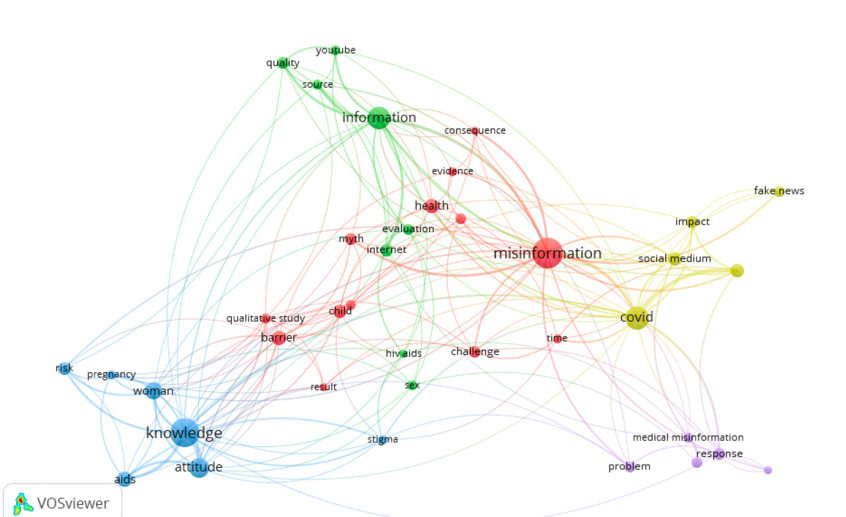 youtube
quality
source
information
consequence
evidence
health
fake news
impact
evaluation
myth
internet
misinformation
social medium
child
qualitative study
covid
barrier
time
hiv aids
challenge
risk
pregnancy
woman
result
sex
knowledge
stigma
medical misinformation
response
attitude
problem
aids
VOSviewer